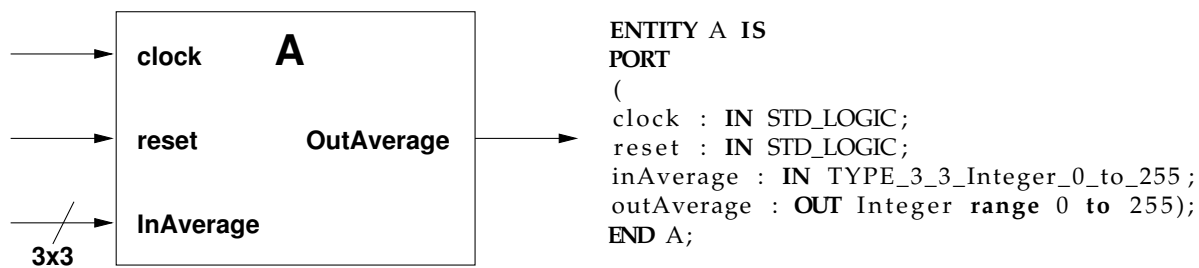 A
clock
reset
OutAverage
InAverage
3x3
ENTITY A IS
PORT
(
clock : IN STD_LOGIC;
reset : IN STD_LOGIC;
inAverage : IN TYPE_3_3_Integer_0_to_255;
outAverage : OUT Integer range 0 to 255);
END A;